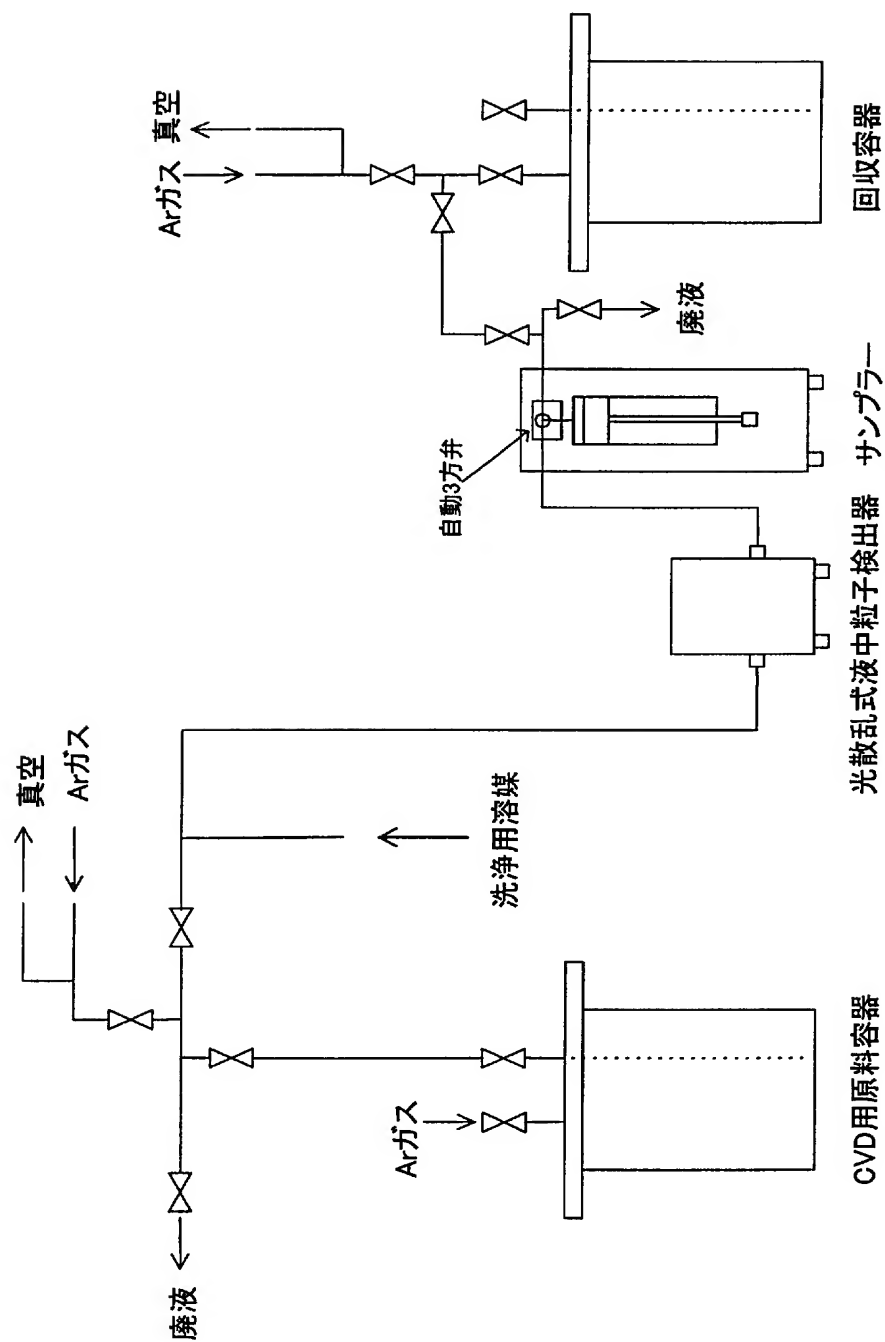 真空
Arガス
洗浄用溶媒
廃液
Arガス
CVD用原料容器
光散乱式液中粒子検出器
自動3方弁
サンプラー
廃液
Arガス
真空
回収容器